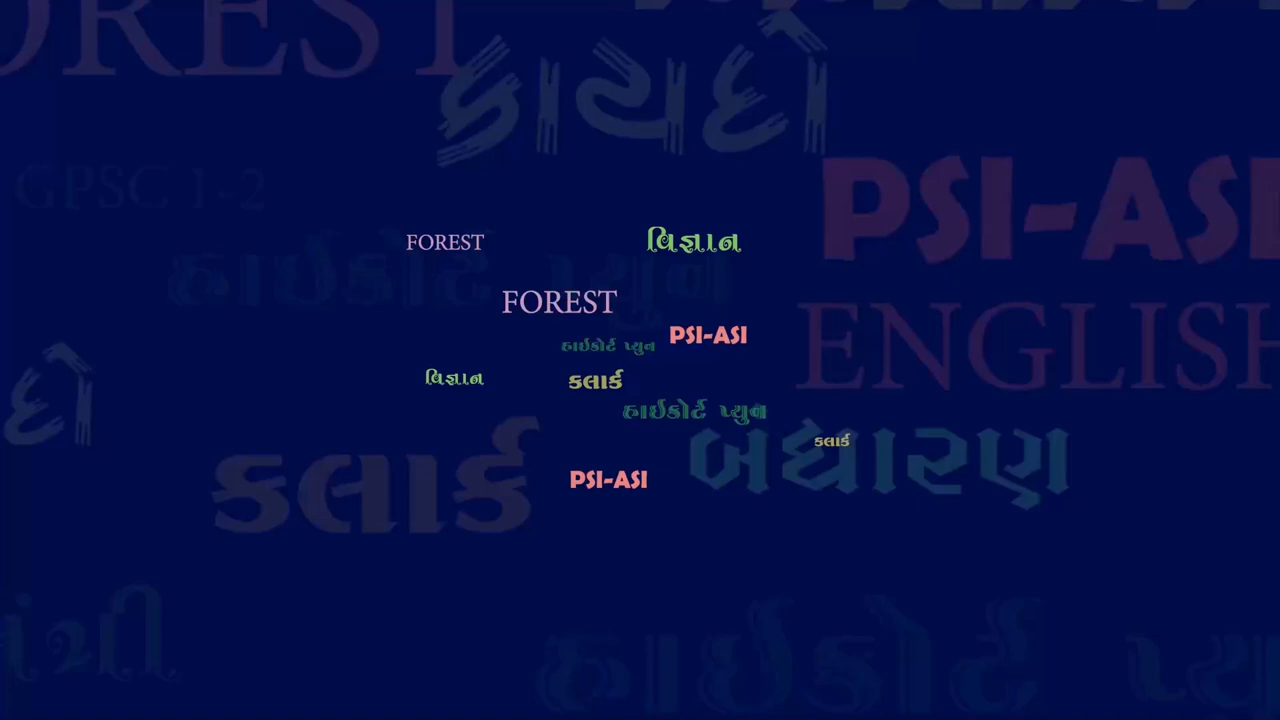 FOREST
કાયદો
GPSC 1-2
PSI-ASI
FOREST
વિજ્ઞાન
હાઈકોર્ટ પ્યુન
FOREST
ENGLISH
PSI-ASI
હાઈકોર્ટ પ્યુન
વિજ્ઞાન
કલાર્ક
હાઈકોર્ટ પ્યુન
દો
કલાર્ક
બંધારણ
કલાર્ક
PSI-ASI
હાઈકોર્ટ